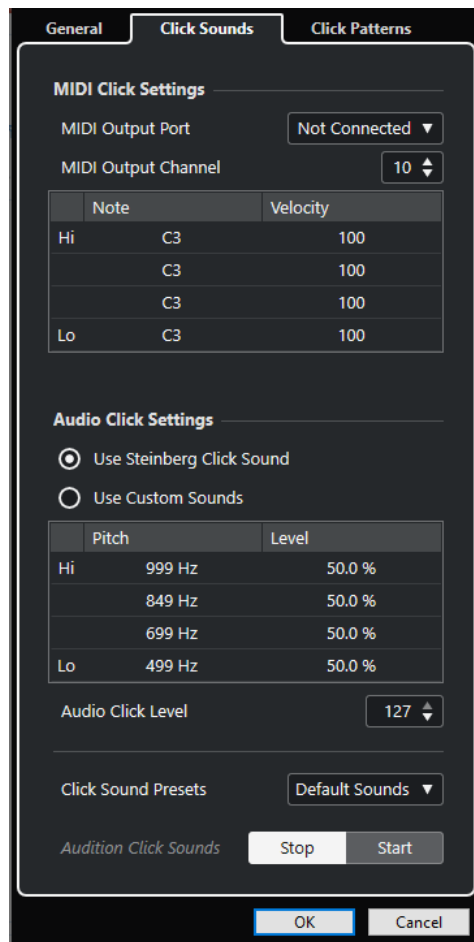 General Click Sounds Click Patterns
MIDI Click Settings
MIDI Output Port Not Connected
MIDI Output Channel 10
Note Velocity
Hi C3 100
C3 100
C3 100
Lo C3 100
Audio Click Settings
Use Steinberg Click Sound
Use Custom Sounds
Pitch Level
Hi 999 Hz 50.0 %
849 Hz 50.0 %
699 Hz 50.0 %
Lo 499 Hz 50.0 %
Audio Click Level 127
Click Sound Presets Default Sounds
Audition Click Sounds Stop Start
OK Cancel